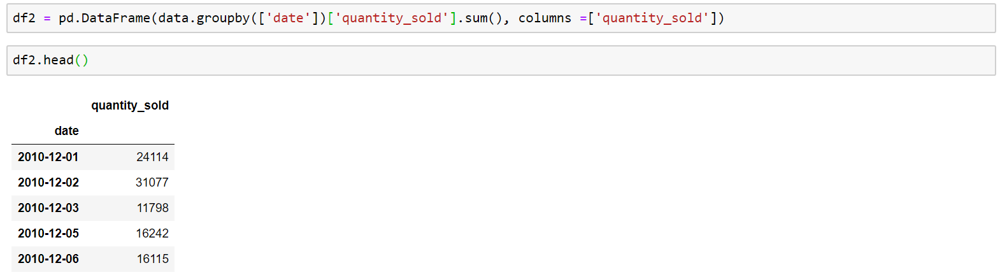 df2 = pd.DataFrame(data.groupby(['date'])['quantity_sold'].sum(), columns =['quantity_sold'])
df2.head()
quantity_sold
date
2010-12-01 24114
2010-12-02 31077
2010-12-03 11798
2010-12-05 16242
2010-12-06 16115